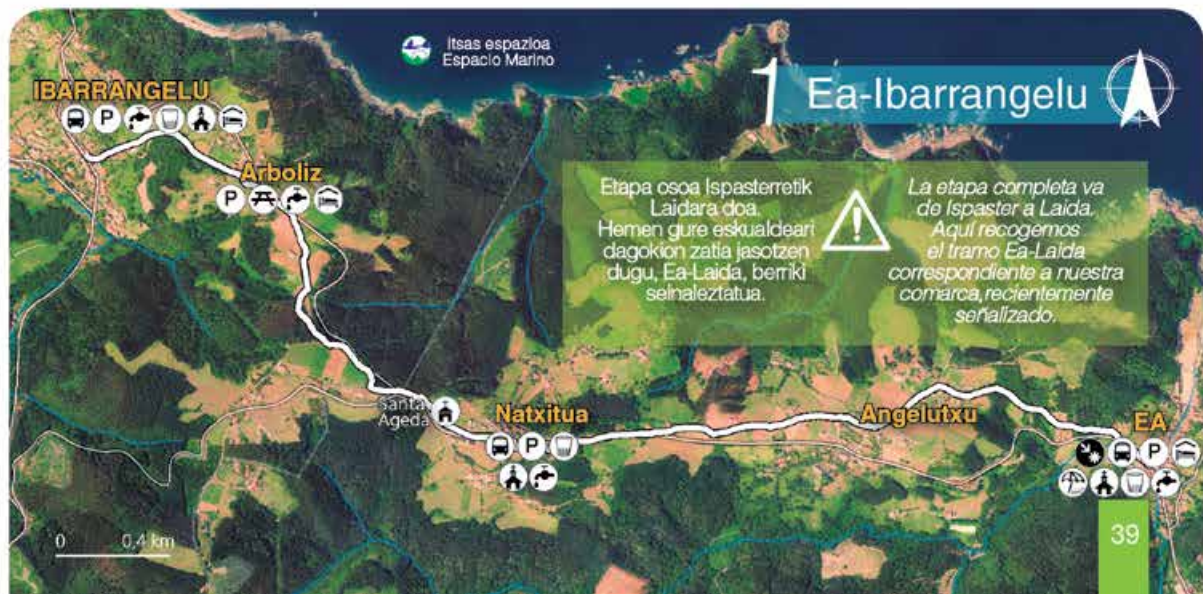 Itsas espazioa
Espacio Marino
1 Ea-Ibarrangelu
IBARRANGELU
P
Arboliz
P
Etapa osoa Ispasterretik
Laidara doa.
Hemen gure eskualdeari
dagokion zatia jasotzen
dugu, Ea-Laida, berriki
seinaleztatua.
La etapa completa va
de Ispaster a Laida.
Aquí recogemos
el tramo Ea-Laida
correspondiente a nuestra
comarca, recientemente
señalizado.
Santa
Ageda
Natxitua
P
Angelutxu
EA
P
0 0,4 km
39